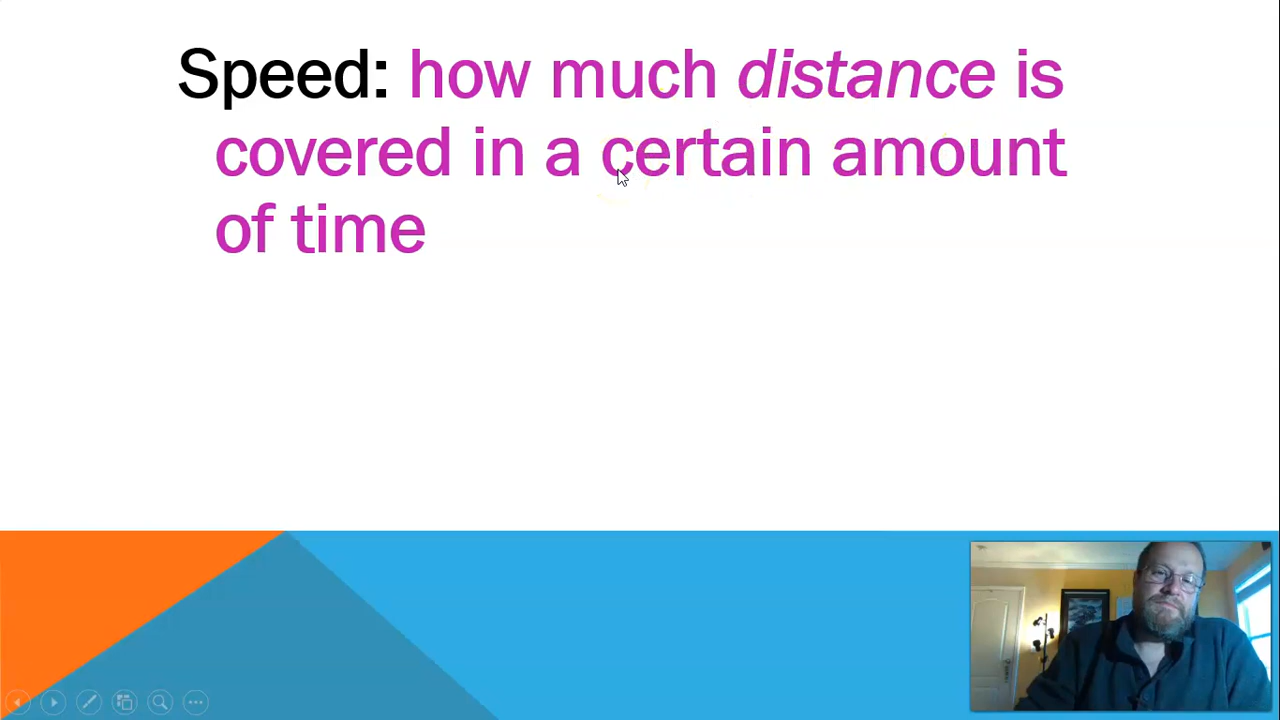 Speed: how much distance is
covered in a certain amount
of time